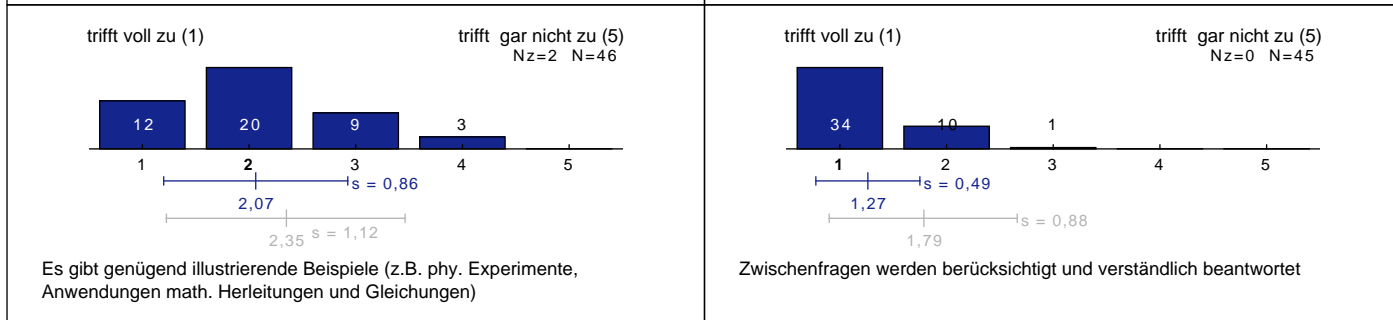 trifft voll zu (1) trifft gar nicht zu (5)
Nz=2 N=46
12 20 9 3
1 2 3 4 5
s = 0,86
2,07
s = 1,12
2,35
Es gibt genügend illustrierende Beispiele (z.B. phy. Experimente,
Anwendungen math. Herleitungen und Gleichungen)
trifft voll zu (1) trifft gar nicht zu (5)
Nz=0 N=45
34 10 1
1 2 3 4 5
s = 0,49
1,27
s = 0,88
1,79
Zwischenfragen werden berücksichtigt und verständlich beantwortet